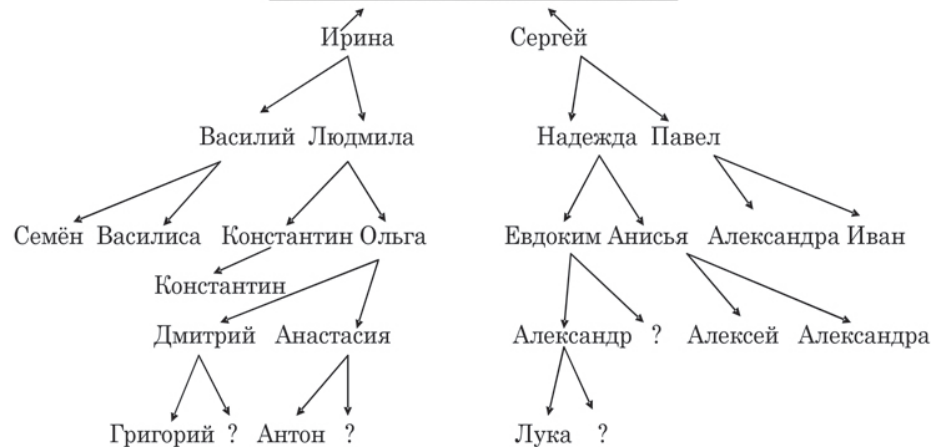 Ирина Сергей
Василий Людмила Надежда Павел
Семён Василиса Константин Ольга Евдоким Анисья Александра Иван
Константин
Дмитрий Анастасия Александр ? Алексей Александра
Григорий ? Антон ? Лука ?